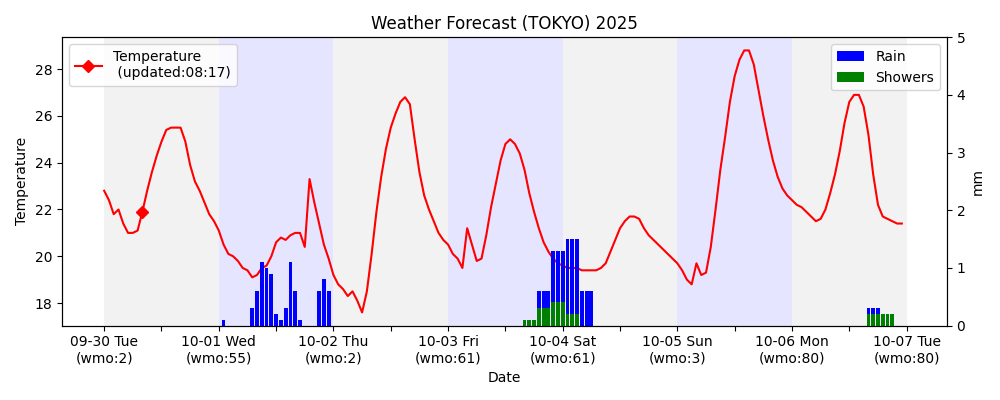 Weather Forecast (TOKYO) 2025
Temperature
(updated:08:17)
Rain
Showers
Temperature
28
26
24
22
20
18
5
4
3
2
1
0
mm
09-30 Tue
(wmo:2)
10-01 Wed
(wmo:55)
10-02 Thu
(wmo:2)
10-03 Fri
(wmo:61)
10-04 Sat
(wmo:61)
10-05 Sun
(wmo:3)
10-06 Mon
(wmo:80)
10-07 Tue
(wmo:80)
Date